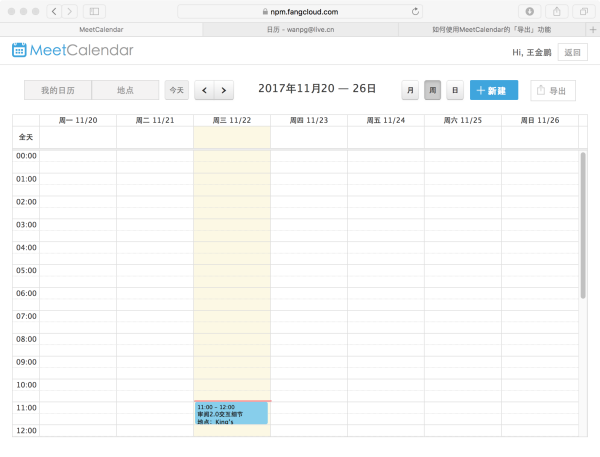 npm.fangcloud.com
MeetCalendar
日历 - wanpg@live.cn
如何使用MeetCalendar的「导出」功能
MeetCalendar
Hi, 王金鹏
返回
我的日历
地点
今天
2017年11月20 — 26日
月
周
日
新建
导出
周一 11/20
周二 11/21
周三 11/22
周四 11/23
周五 11/24
周六 11/25
周日 11/26
全天
00:00
01:00
02:00
03:00
04:00
05:00
06:00
07:00
08:00
09:00
10:00
11:00
11:00 - 12:00
审阅2.0交互细节
地点: King's
12:00